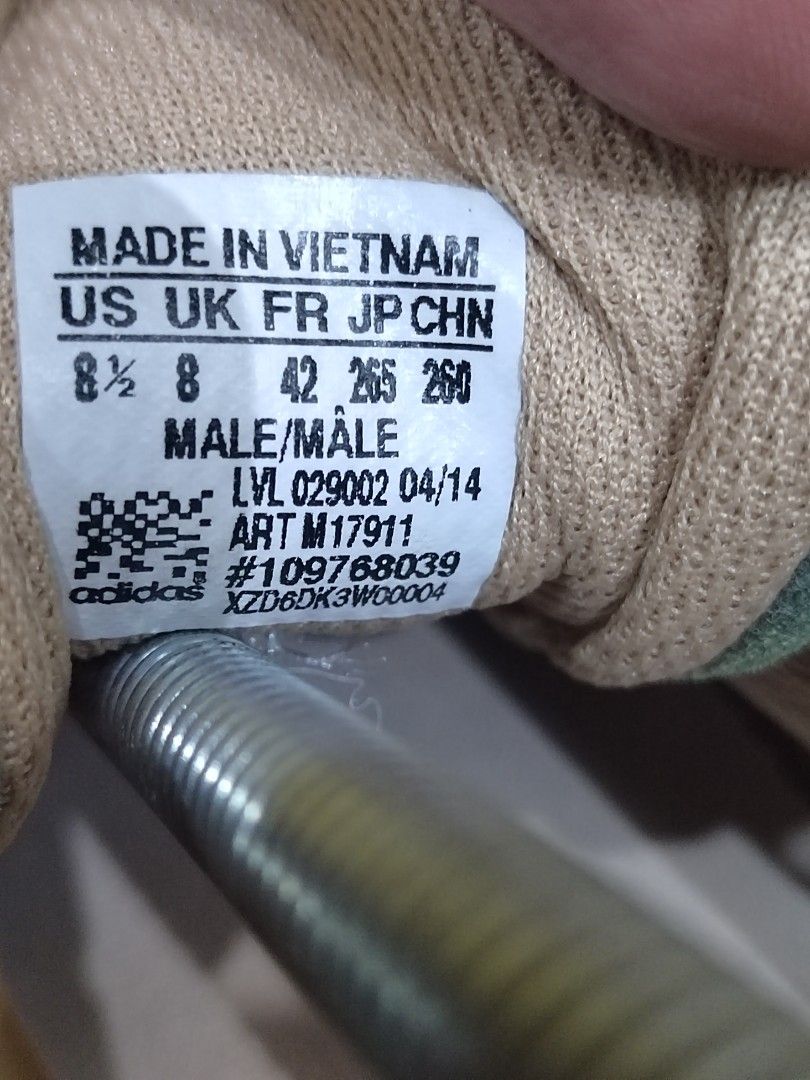 MADE IN VIETNAM
US UK FR JP CHN
8½ 8 42 265 260
MALE/MÂLE
LVL 029002 04/14
ART M17911
#109768039
adidas XZD6DK3W00004